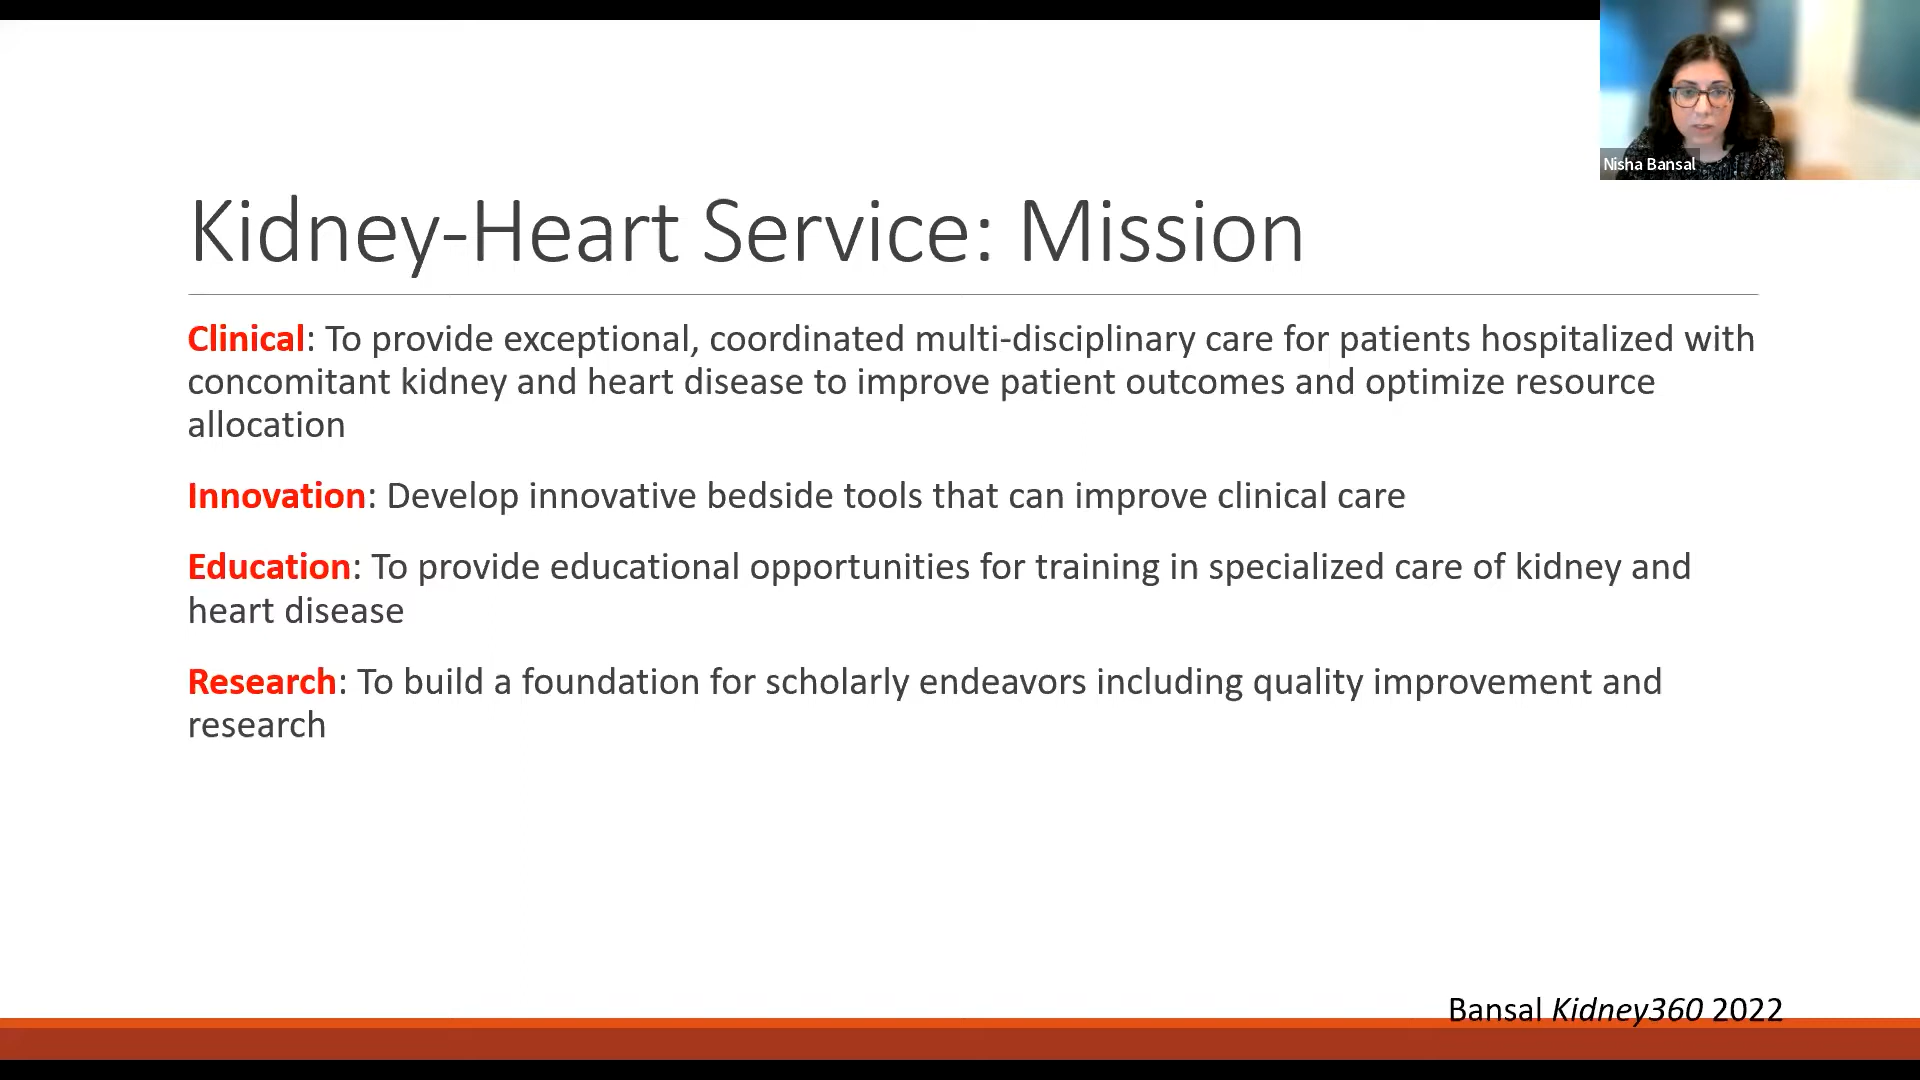 Nisha Bansal
Kidney-Heart Service: Mission
Clinical: To provide exceptional, coordinated multi-disciplinary care for patients hospitalized with
concomitant kidney and heart disease to improve patient outcomes and optimize resource
allocation
Innovation: Develop innovative bedside tools that can improve clinical care
Education: To provide educational opportunities for training in specialized care of kidney and
heart disease
Research: To build a foundation for scholarly endeavors including quality improvement and
research
Bansal Kidney360 2022